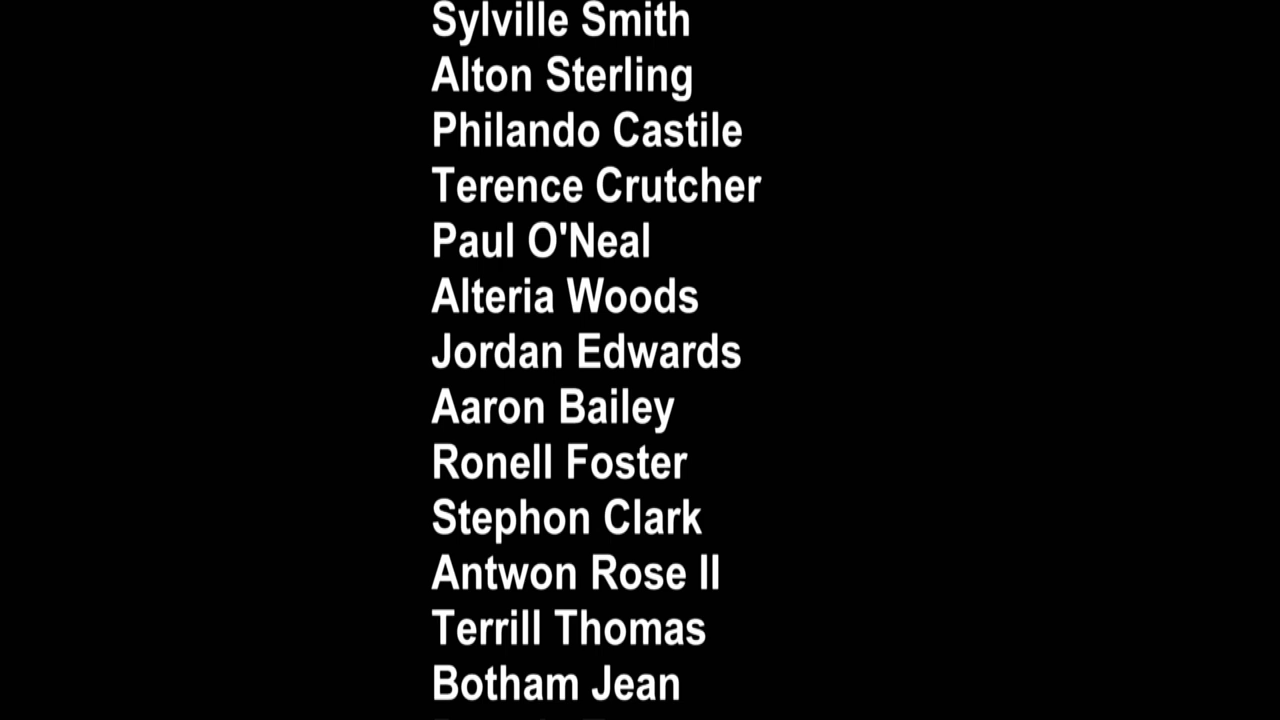 Sylville Smith
Alton Sterling
Philando Castile
Terence Crutcher
Paul O'Neal
Alteria Woods
Jordan Edwards
Aaron Bailey
Ronell Foster
Stephon Clark
Antwon Rose II
Terrill Thomas
Botham Jean